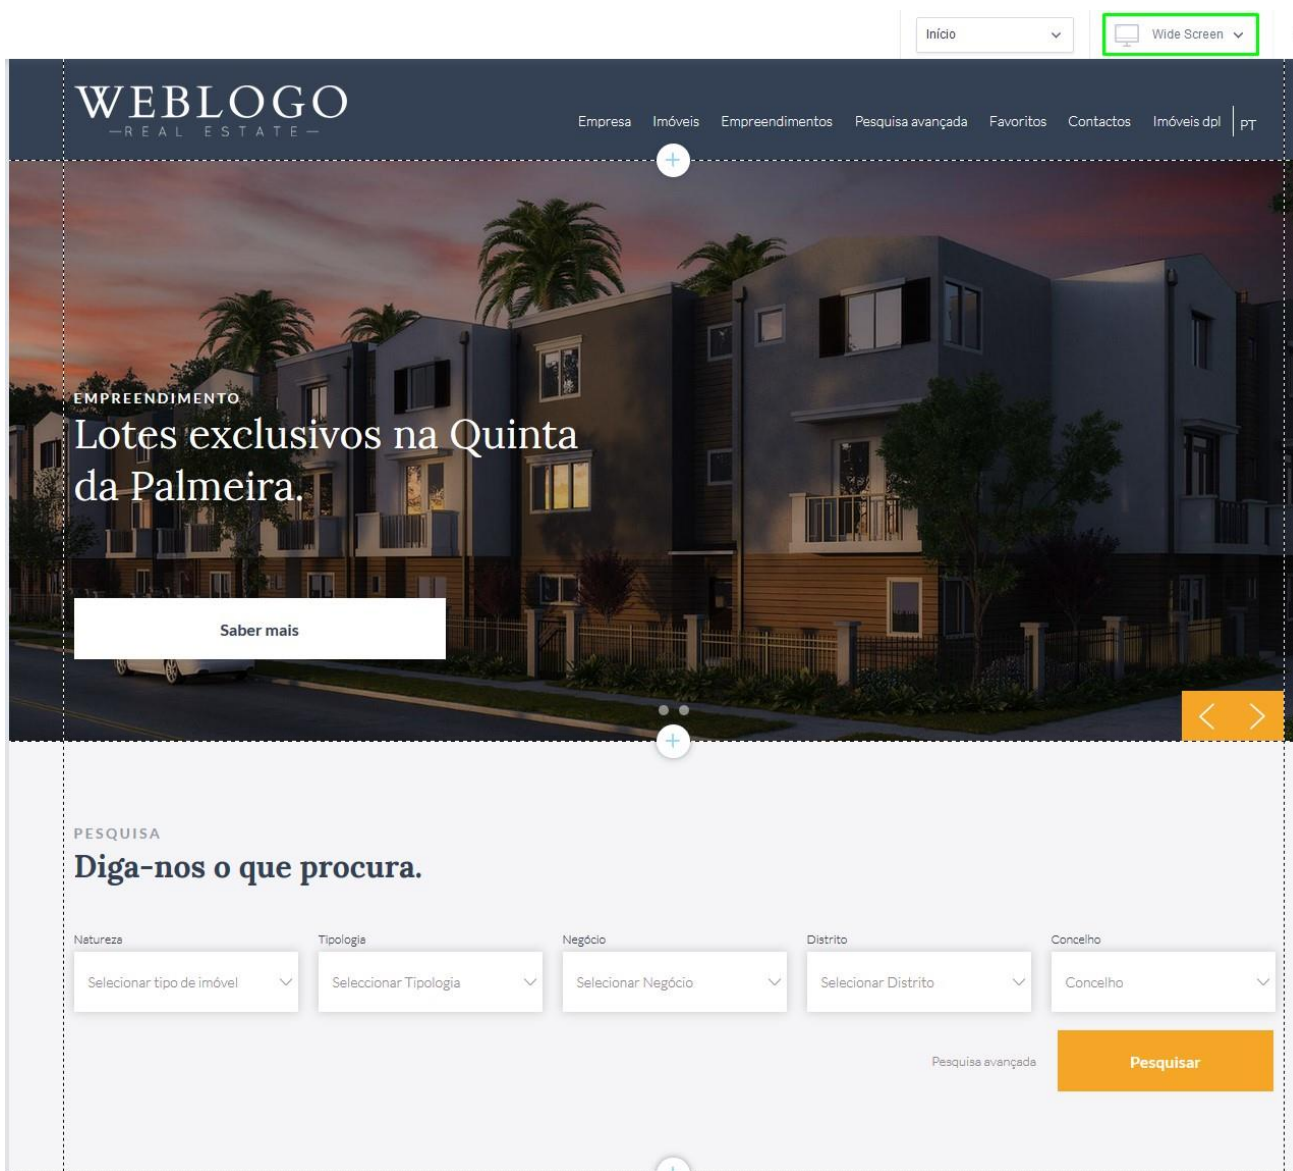 Início
Wide Screen
WEBLOGO
REAL ESTATE
Empresa Imóveis Empreendimentos Pesquisa avançada Favoritos Contactos Imóveis dpl PT
EMPREENDIMENTO
Lotes exclusivos na Quinta
da Palmeira.
Saber mais
PESQUISA
Diga-nos o que procura.
Natureza Tipologia Negócio Distrito Concelho
Selecionar tipo de imóvel Seleccionar Tipologia Selecionar Negócio Selecionar Distrito Concelho
Pesquisa avançada Pesquisar